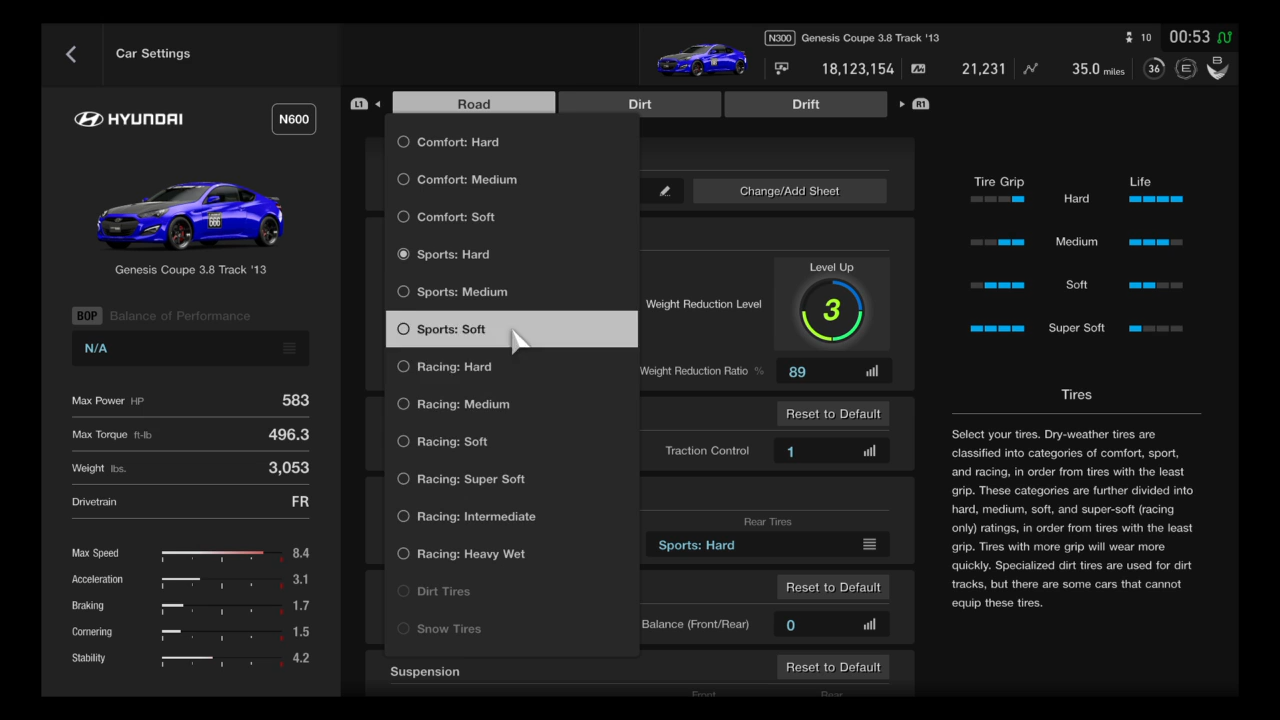 Car Settings
N300 Genesis Coupe 3.8 Track '13
10
00:53
18,123,154
21,231
35.0 miles
36
E
B
HYUNDAI
N600
666
Genesis Coupe 3.8 Track '13
BOP Balance of Performance
N/A
Max Power HP 583
Max Torque ft-lb 496.3
Weight lbs. 3,053
Drivetrain FR
Max Speed 8.4
Acceleration 3.1
Braking 1.7
Cornering 1.5
Stability 4.2
L1 Road Dirt Drift R1
Comfort: Hard
Comfort: Medium
Comfort: Soft
Sports: Hard
Sports: Medium
Sports: Soft
Racing: Hard
Racing: Medium
Racing: Soft
Racing: Super Soft
Racing: Intermediate
Racing: Heavy Wet
Dirt Tires
Snow Tires
Change/Add Sheet
Level Up
Weight Reduction Level 3
Weight Reduction Ratio % 89
Reset to Default
Traction Control 1
Rear Tires
Sports: Hard
Reset to Default
Balance (Front/Rear) 0
Suspension Reset to Default
Front Rear
Tire Grip Life
Hard
Medium
Soft
Super Soft
Tires
Select your tires. Dry-weather tires are
classified into categories of comfort, sport,
and racing, in order from tires with the least
grip. These categories are further divided into
hard, medium, soft, and super-soft (racing
only) ratings, in order from tires with the least
grip. Tires with more grip will wear more
quickly. Specialized dirt tires are used for dirt
tracks, but there are some cars that cannot
equip these tires.